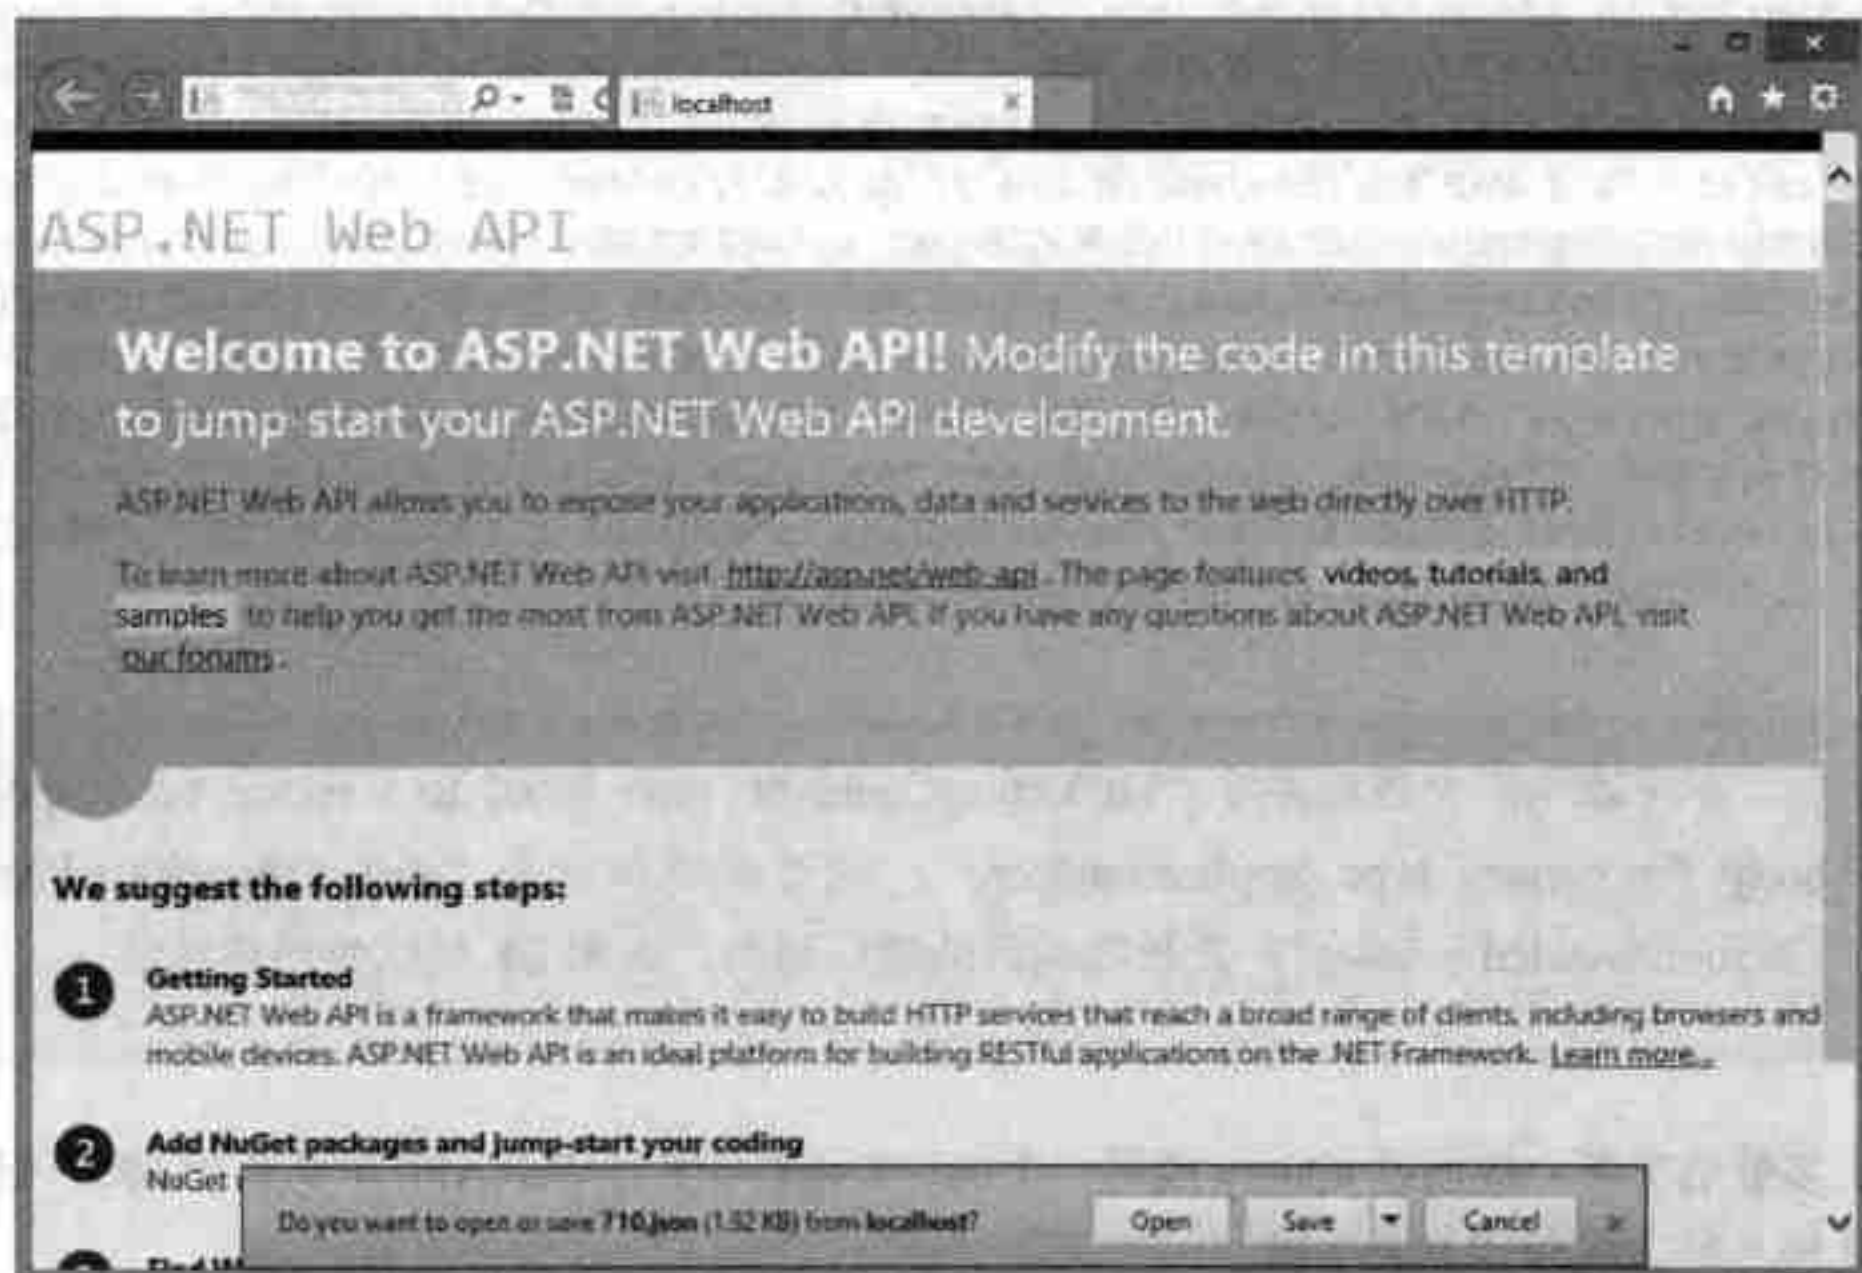 localhost
ASP.NET Web API
Welcome to ASP.NET Web API! Modify the code in this template
to jump-start your ASP.NET Web API development.
ASP.NET Web API allows you to expose your applications, data and services to the web directly over HTTP.
To learn more about ASP.NET Web API visit http://asp.net/web-api. The page features videos, tutorials, and
samples to help you get the most from ASP.NET Web API. If you have any questions about ASP.NET Web API, visit
our forums.
We suggest the following steps:
1 Getting Started
ASP.NET Web API is a framework that makes it easy to build HTTP services that reach a broad range of clients, including browsers and
mobile devices. ASP.NET Web API is an ideal platform for building RESTful applications on the .NET Framework. Learn more...
2 Add NuGet packages and jump-start your coding
NuGet
Do you want to open or save 710.json (1.52 KB) from localhost? Open Save Cancel
Find